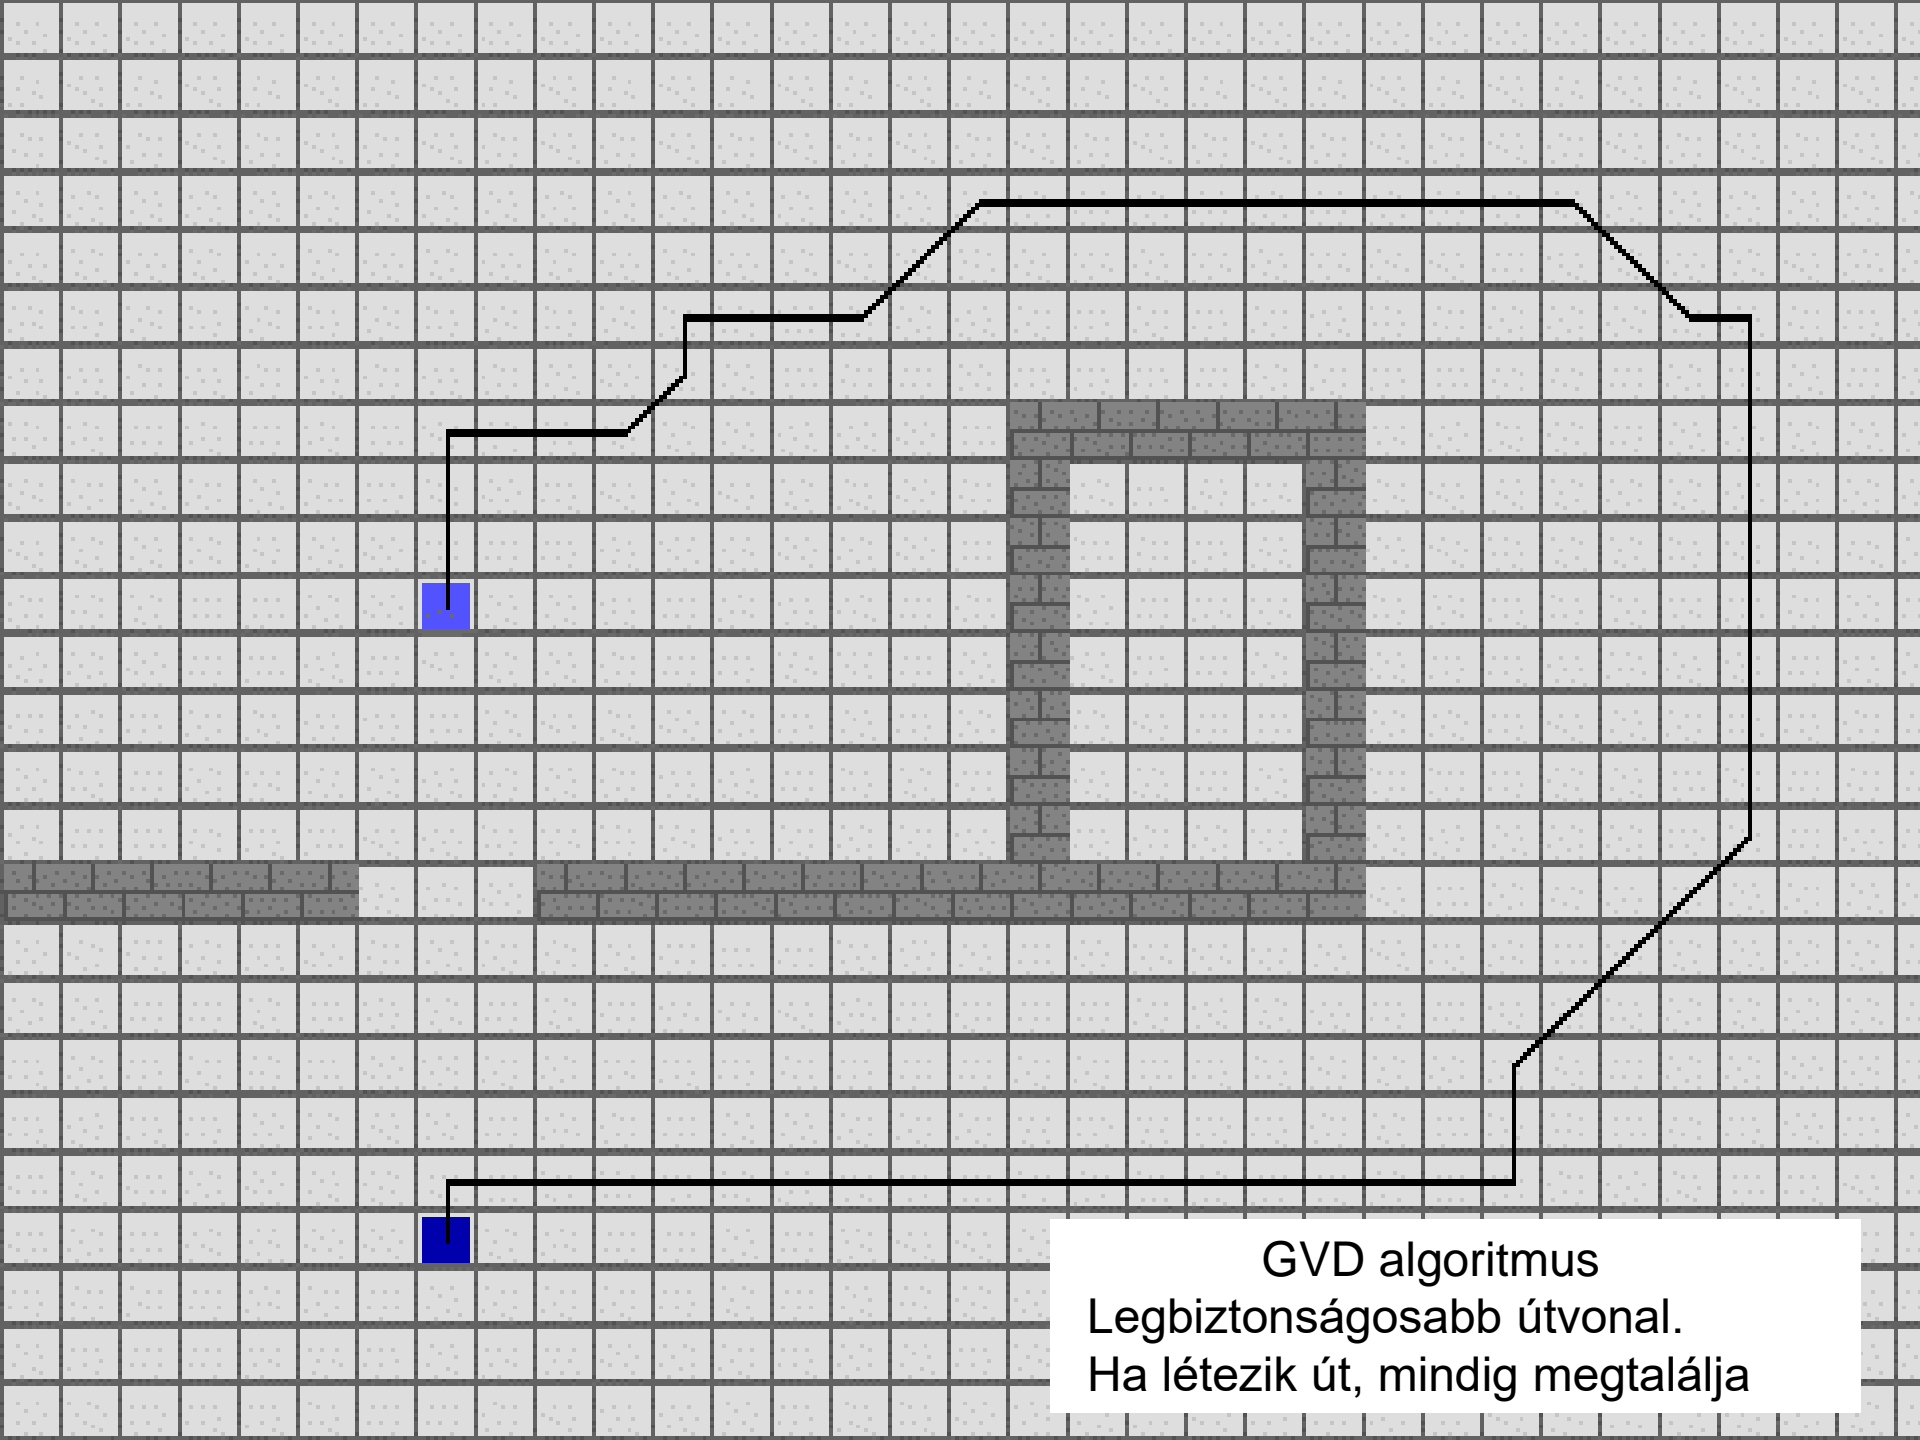 GVD algoritmus
Legbiztonságosabb útvonal.
Ha létezik út, mindig megtalálja